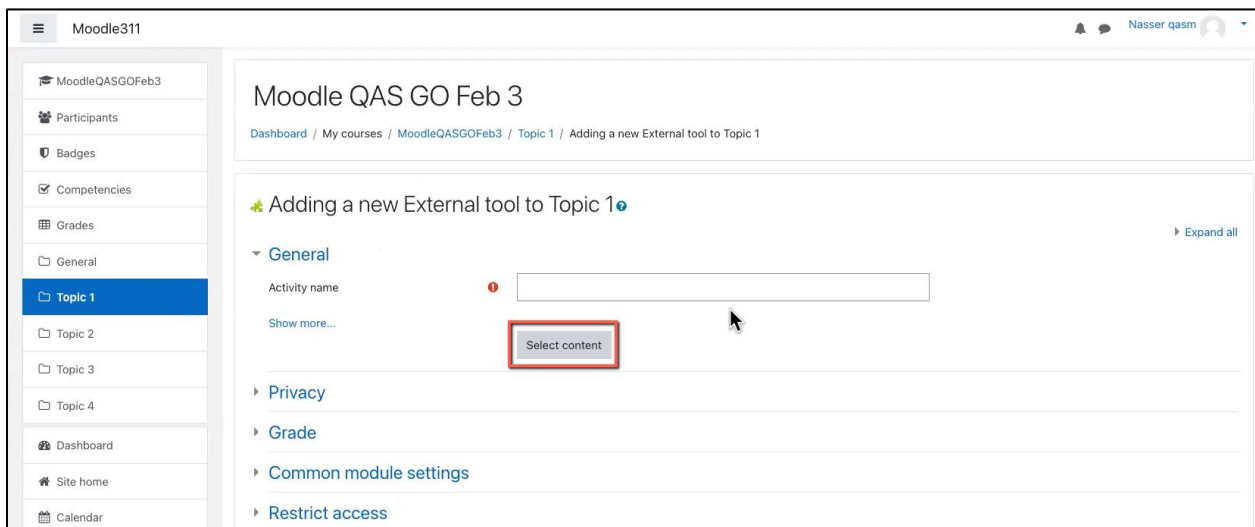 Moodle311
Nasser qasm
MoodleQASGOFeb3
Participants
Badges
Competencies
Grades
General
Topic 1
Topic 2
Topic 3
Topic 4
Dashboard
Site home
Calendar
Moodle QAS GO Feb 3
Dashboard / My courses / MoodleQASGOFeb3 / Topic 1 / Adding a new External tool to Topic 1
Adding a new External tool to Topic 1
Expand all
General
Activity name
Show more...
Select content
Privacy
Grade
Common module settings
Restrict access